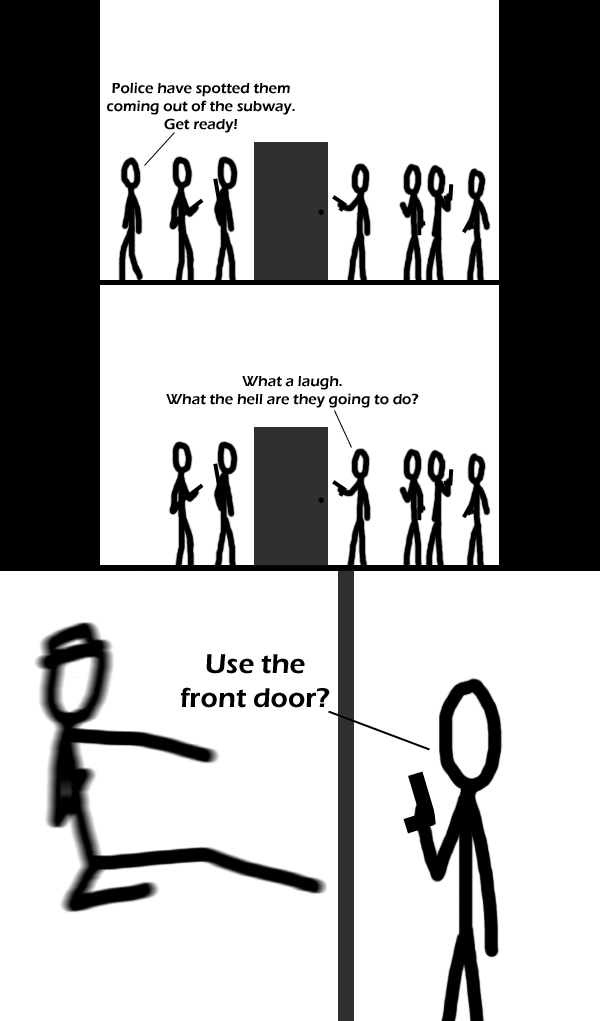 Police have spotted them
coming out of the subway.
Get ready!
What a laugh.
What the hell are they going to do?
Use the
front door?